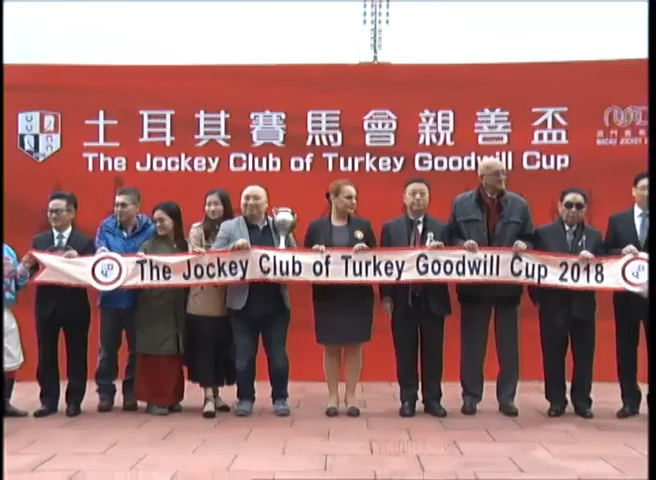 土耳其賽馬會親善盃
The Jockey Club of Turkey Goodwill Cup
The Jockey Club of Turkey Goodwill Cup 2018